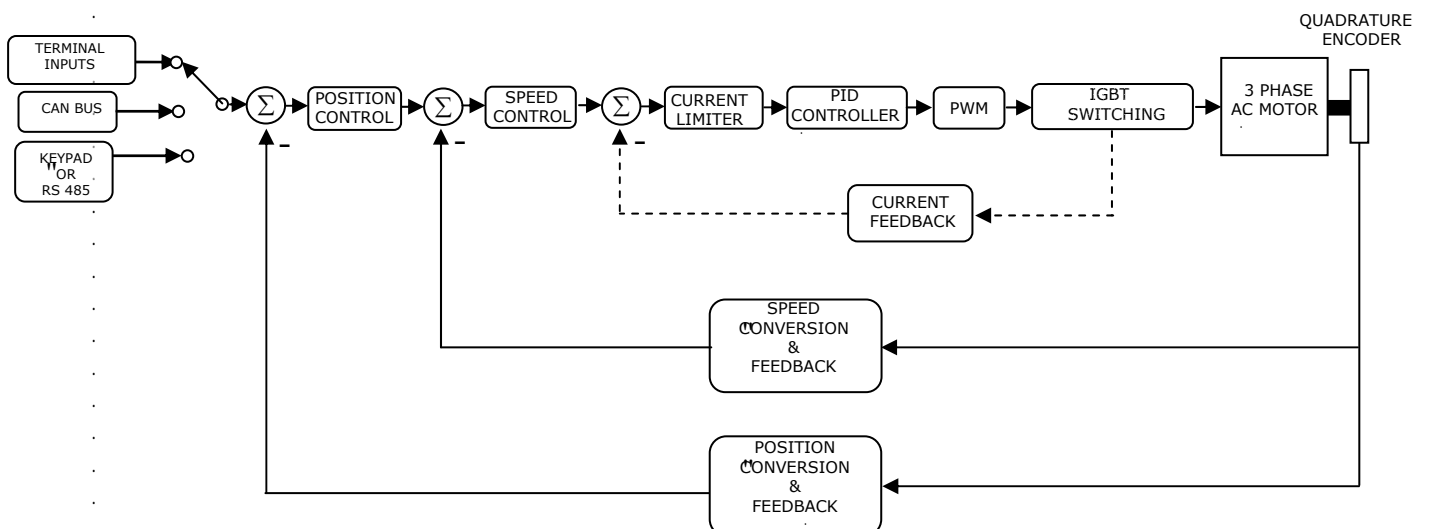 QUADRATURE
ENCODER
TERMINAL
INPUTS
CAN BUS
KEYPAD
"OR
RS 485
Σ
POSITION
CONTROL
Σ
SPEED
CONTROL
Σ
CURRENT
LIMITER
PID
CONTROLLER
PWM
IGBT
SWITCHING
3 PHASE
AC MOTOR
-
-
-
CURRENT
FEEDBACK
SPEED
"CONVERSION
&
FEEDBACK
POSITION
"CONVERSION
&
FEEDBACK